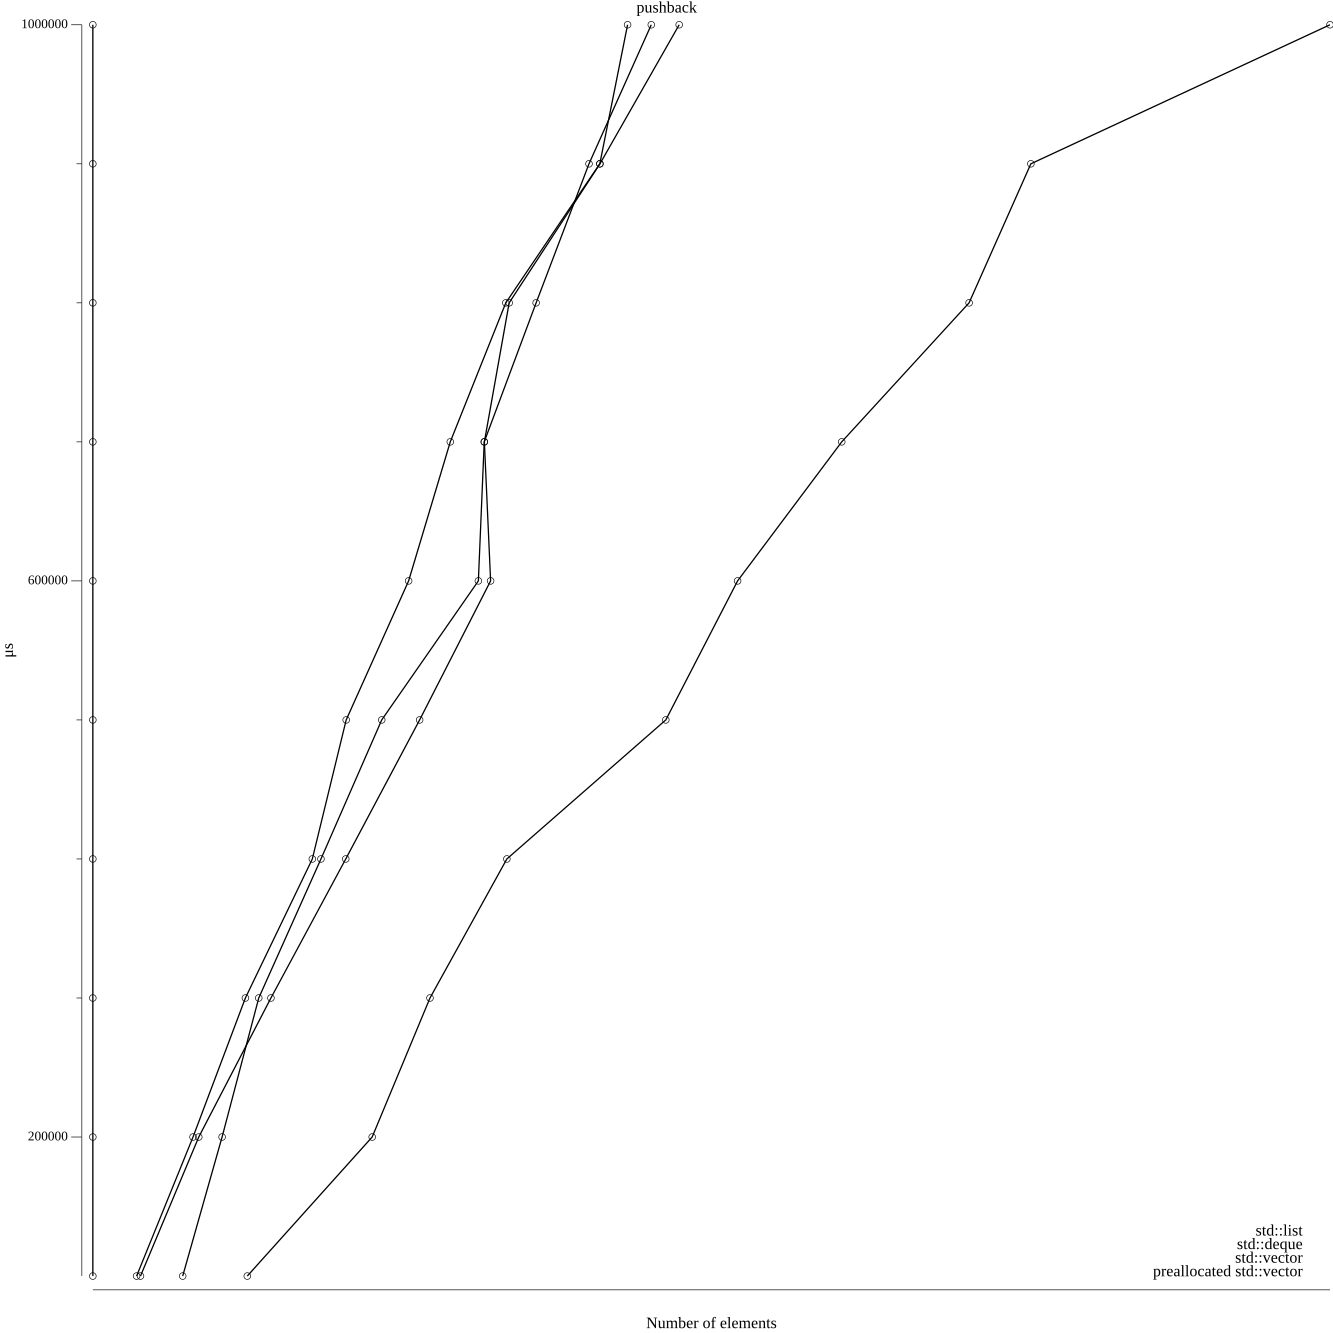 pushback
1000000
600000
µs
200000
std::list
std::deque
std::vector
preallocated std::vector
Number of elements